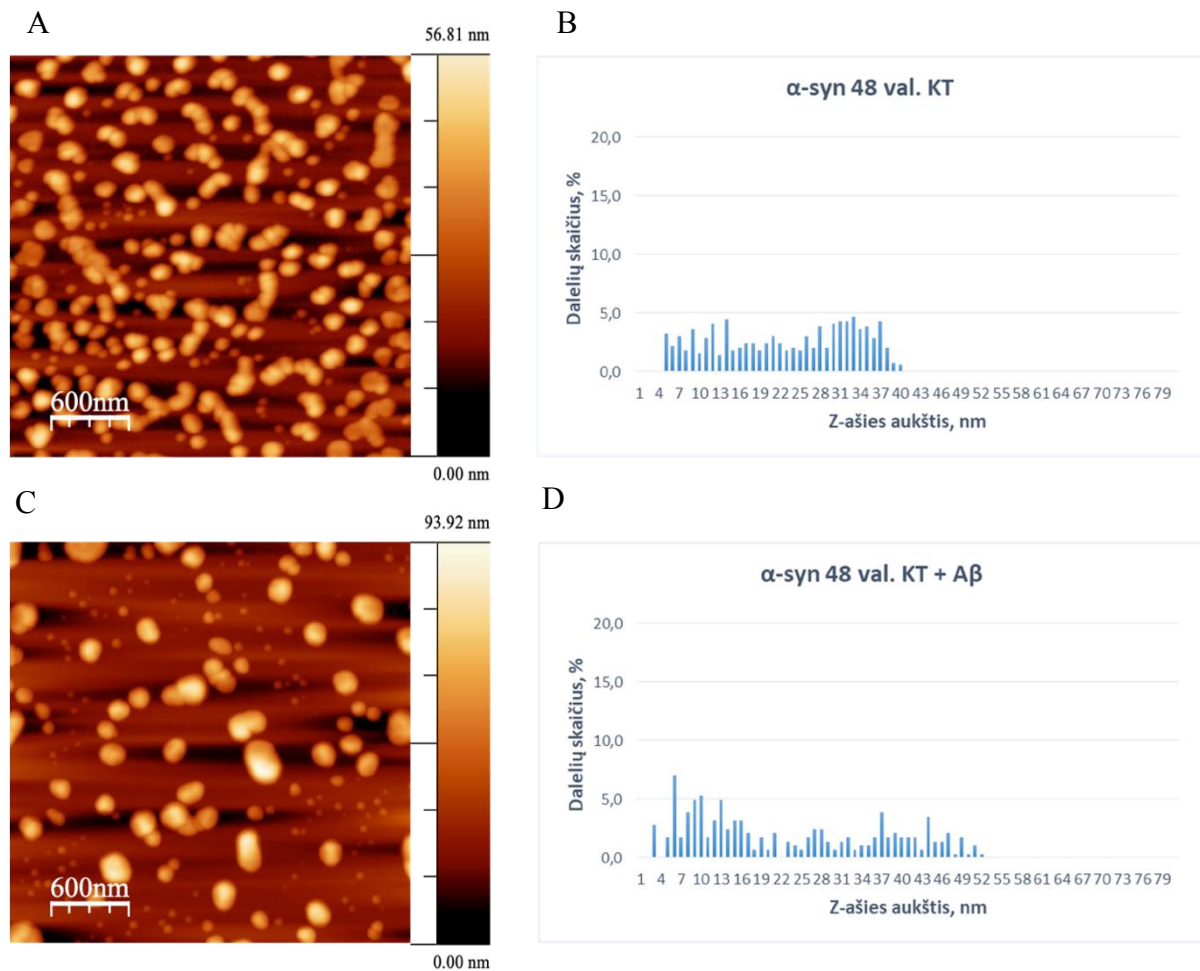 A
56.81 nm
600nm
0.00 nm
B
α-syn 48 val. KT
Dalelių skaičius, %
20,0
15,0
10,0
5,0
0,0
1 4 7 10 13 16 19 22 25 28 31 34 37 40 43 46 49 52 55 58 61 64 67 70 73 76 79
Z-ašies aukštis, nm
C
93.92 nm
600nm
0.00 nm
D
α-syn 48 val. KT + Aβ
Dalelių skaičius, %
20,0
15,0
10,0
5,0
0,0
1 4 7 10 13 16 19 22 25 28 31 34 37 40 43 46 49 52 55 58 61 64 67 70 73 76 79
Z-ašies aukštis, nm